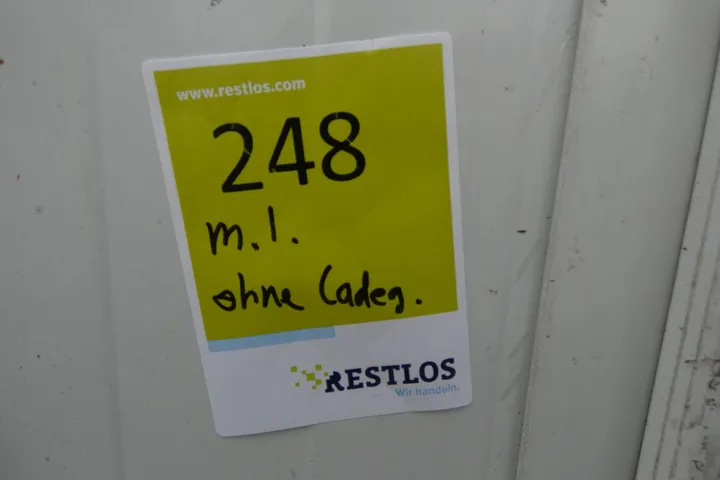 www.restlos.com
248
m.l.
ohne Ladeg.
RESTLOS
Wir handeln.